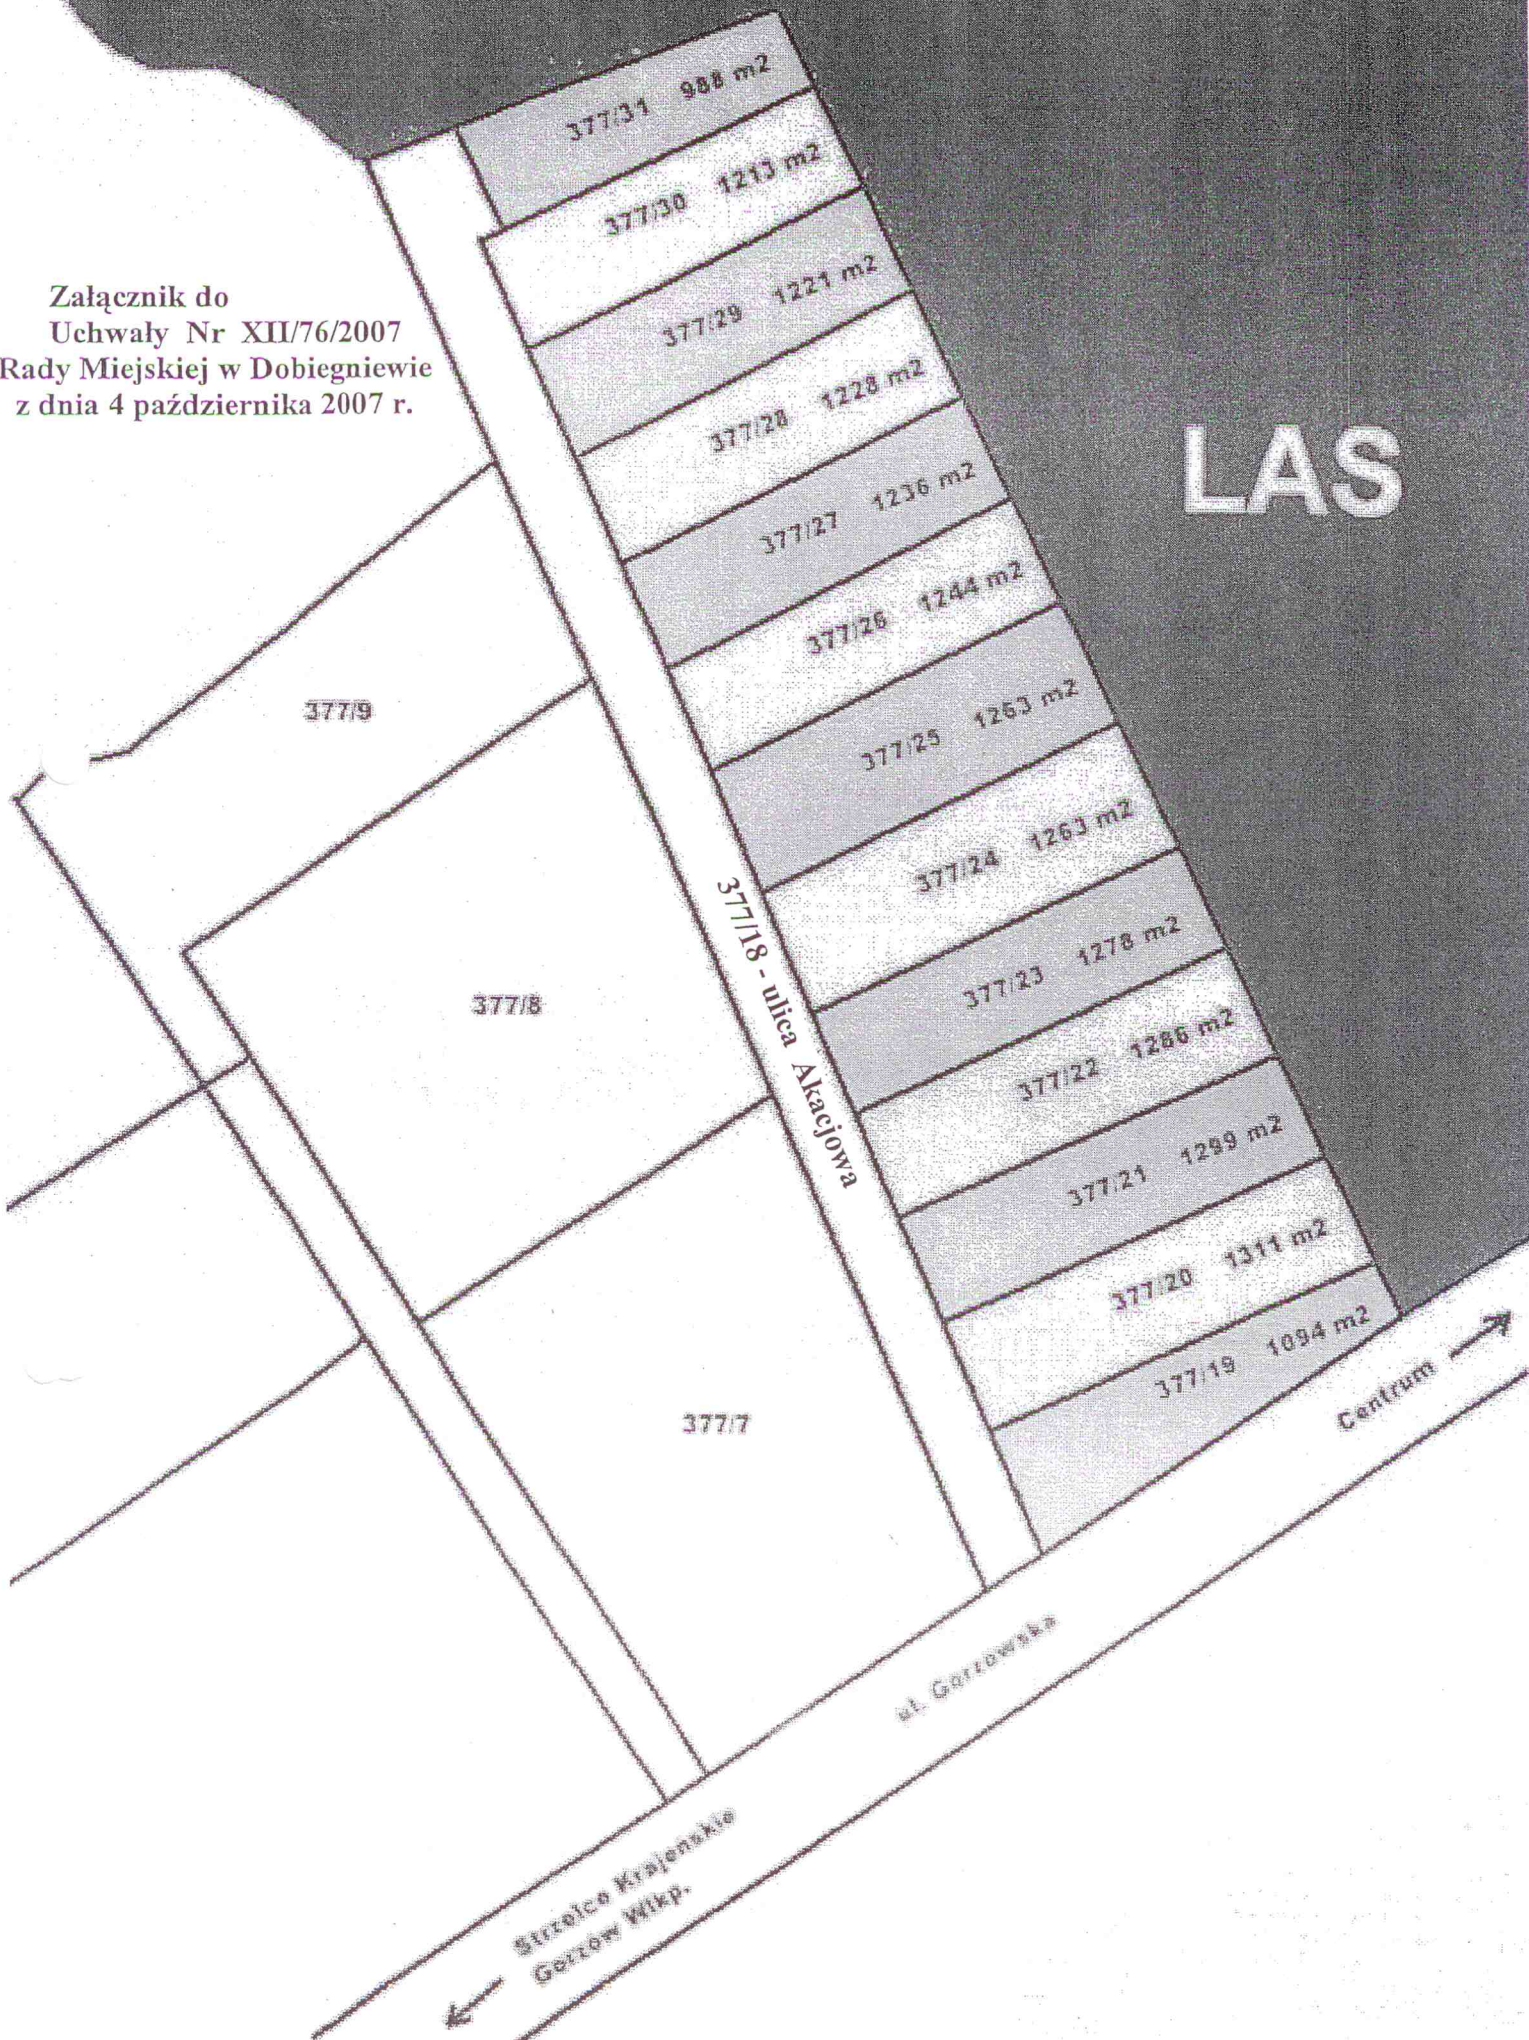 377/31 988 m2
377/30 1213 m2
377/29 1221 m2
Załącznik do
Uchwały Nr XII/76/2007
Rady Miejskiej w Dobiegniewie
z dnia 4 października 2007 r.
377/28 1228 m2
LAS
377/27 1236 m2
377/26 1244 m2
377/9
377/25 1263 m2
377/24 1263 m2
377/18 - ulica Akacjowa
377/23 1278 m2
377/8
377/22 1286 m2
377/21 1299 m2
377/20 1311 m2
377/19 1094 m2
Centrum
377/7
ul. Gorzowska
Strzelce Krajeńskie
Gorzów Wlkp.